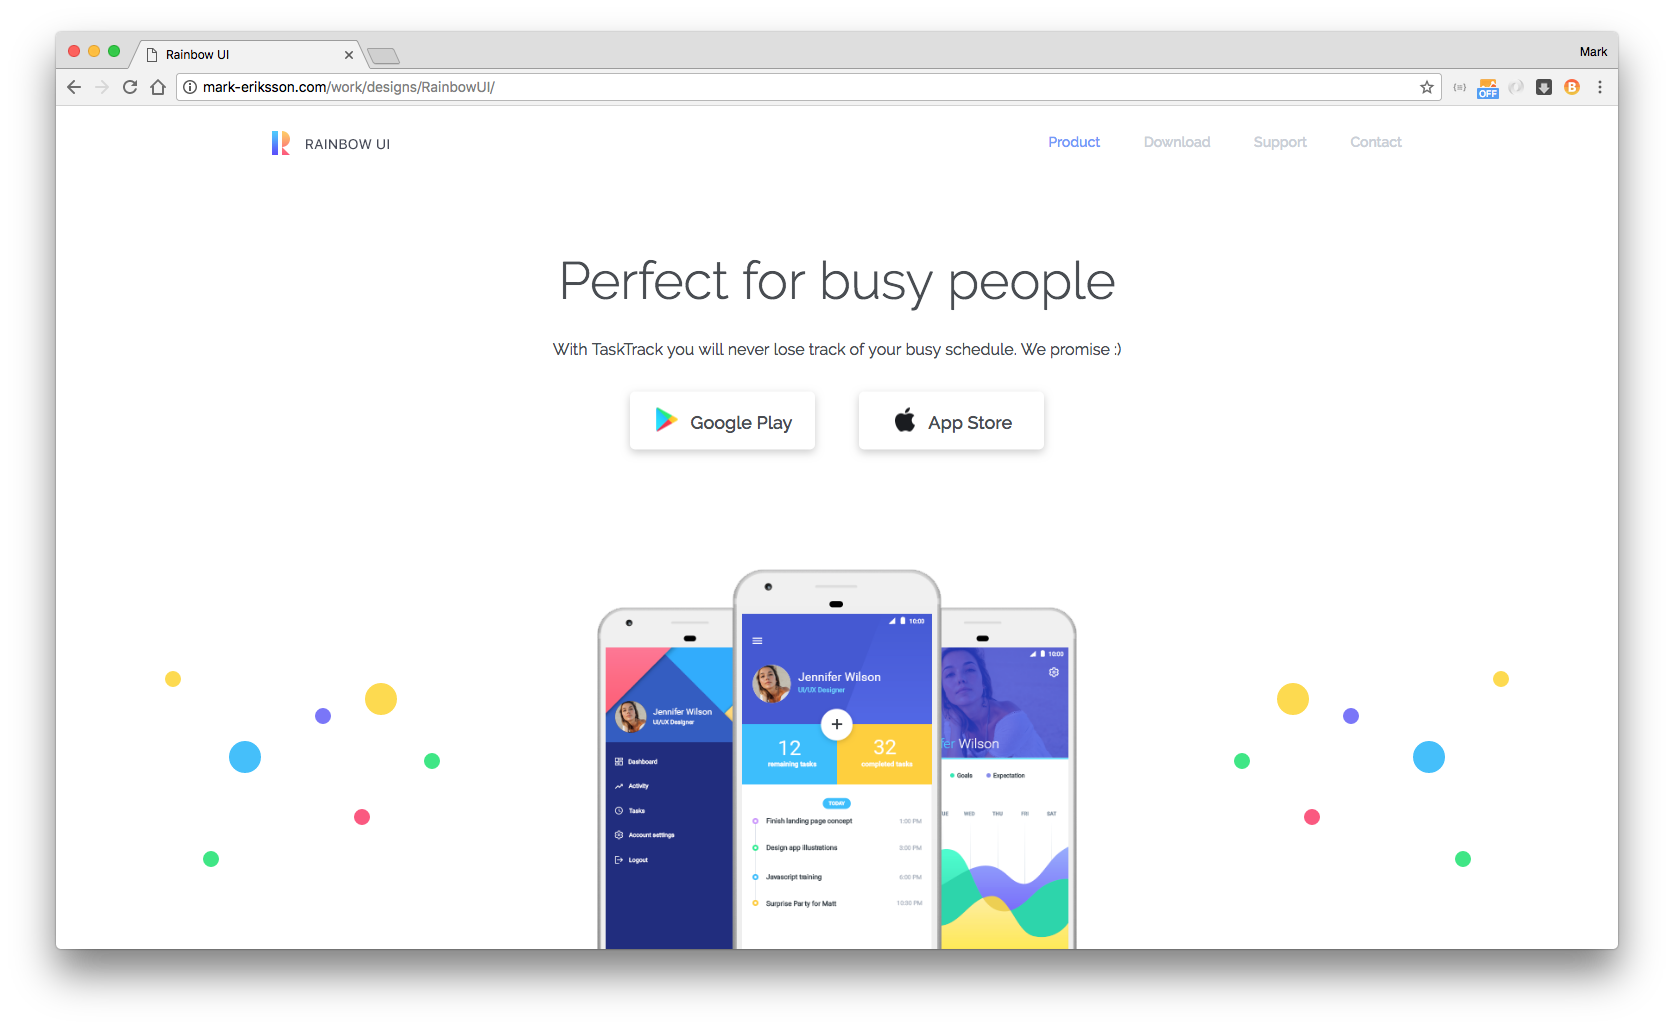 Rainbow UI
Mark
mark-eriksson.com/work/designs/RainbowUI/
OFF
B
RAINBOW UI
Product
Download
Support
Contact
Perfect for busy people
With TaskTrack you will never lose track of your busy schedule. We promise :)
Google Play
App Store
Jennifer Wilson
UI/UX Designer
Dashboard
Activity
Tasks
Account settings
Logout
10:00
Jennifer Wilson
UI/UX Designer
+
12
remaining tasks
32
completed tasks
TODAY
Finish landing page concept 1:00 PM
Design app illustrations 3:00 PM
Javascript training 6:00 PM
Surprise Party for Matt 10:30 PM
10:00
fer Wilson
Goals Expectation
UE WED THU FRI SAT